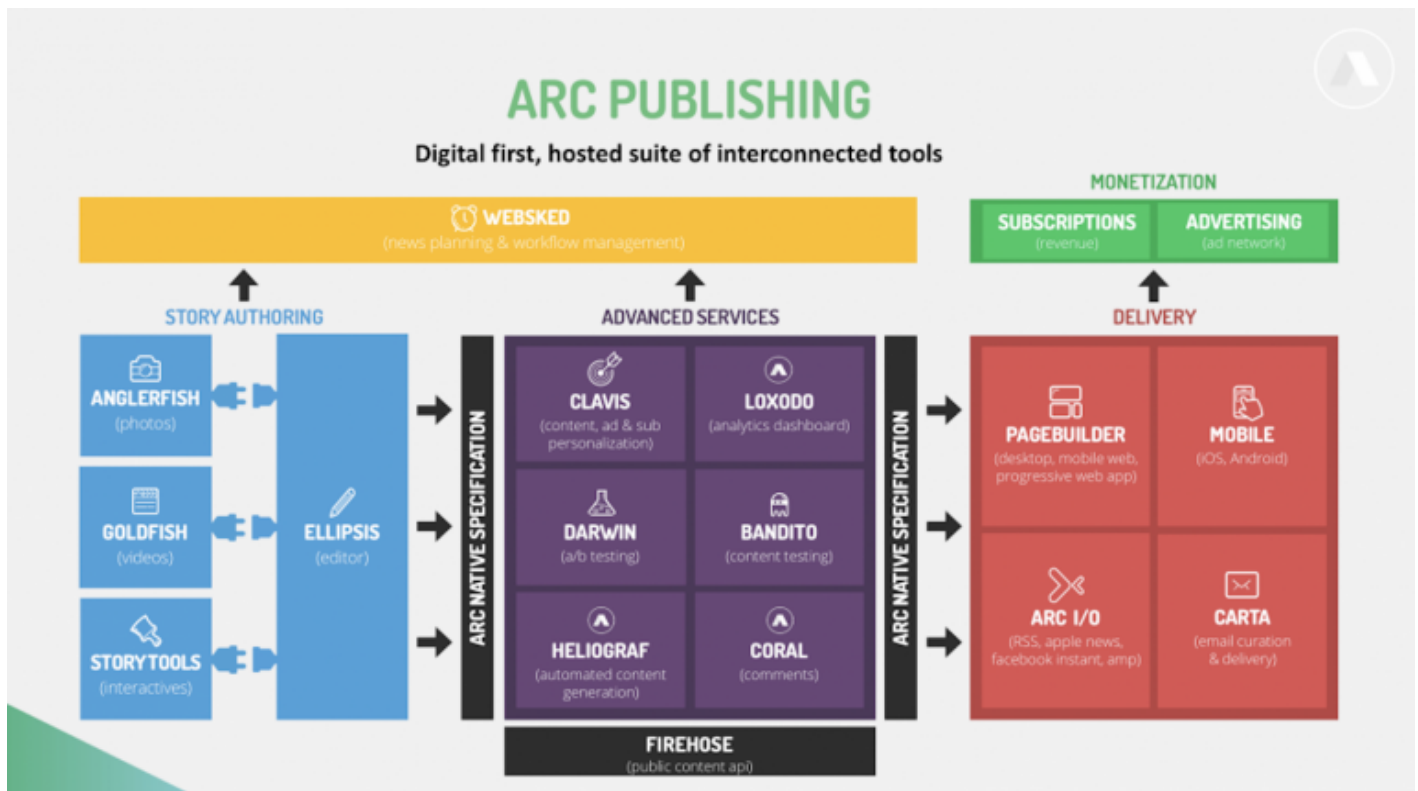 ARC PUBLISHING
Digital first, hosted suite of interconnected tools
WEBSKED
(news planning & workflow management)
MONETIZATION
SUBSCRIPTIONS
(revenue)
ADVERTISING
(ad network)
STORY AUTHORING
ANGLERFISH
(photos)
GOLDFISH
(videos)
STORYTOOLS
(interactives)
ELLIPSIS
(editor)
ARC NATIVE SPECIFICATION
ADVANCED SERVICES
CLAVIS
(content, ad & sub
personalization)
LOXODO
(analytics dashboard)
DARWIN
(a/b testing)
BANDITO
(content testing)
HELIOGRAF
(automated content
generation)
CORAL
(comments)
FIREHOSE
(public content api)
ARC NATIVE SPECIFICATION
DELIVERY
PAGEBUILDER
(desktop, mobile web,
progressive web app)
MOBILE
(iOS, Android)
ARC I/O
(RSS, apple news,
facebook instant, amp)
CARTA
(email curation
& delivery)